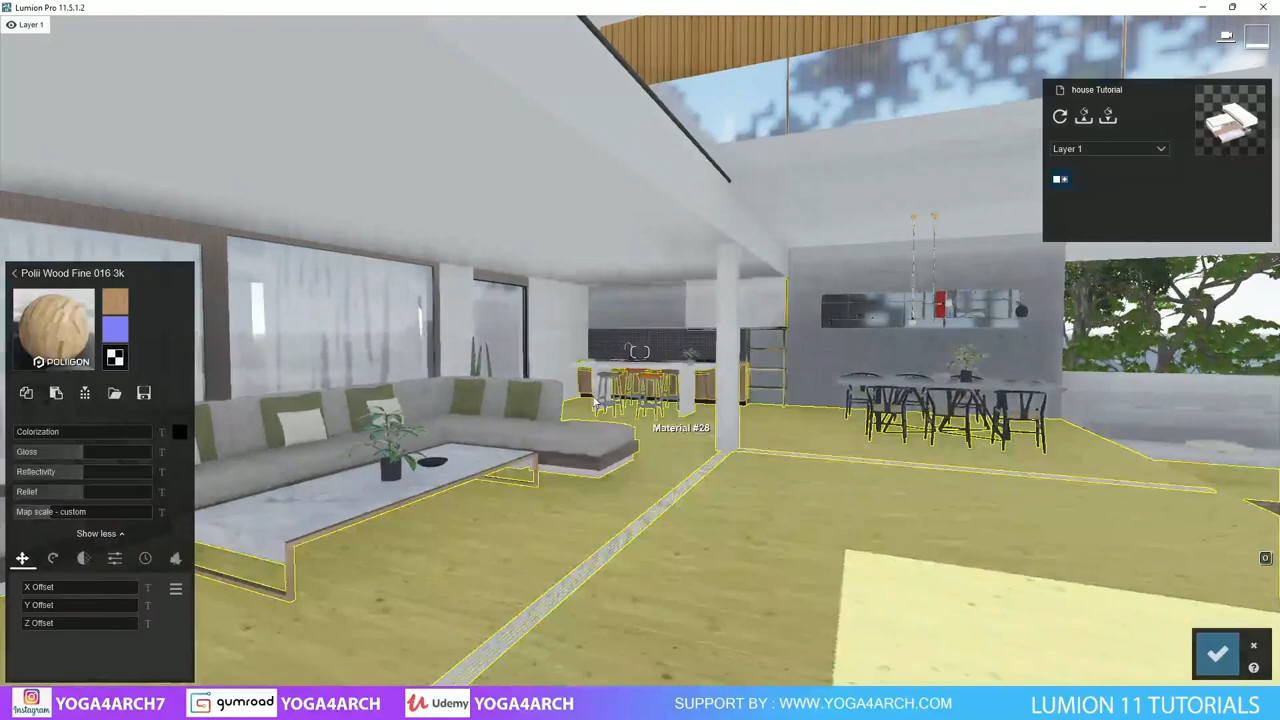 Lumion Pro 11.5.1.2
Layer 1
house Tutorial
Layer 1
Polii Wood Fine 016 3k
POLIIGON
Colorization T
Gloss T
Reflectivity T
Relief T
Map scale - custom T
Show less
X Offset T
Y Offset T
Z Offset T
Material #28
O
Instagram
YOGA4ARCH7
gumroad
YOGA4ARCH
Udemy
YOGA4ARCH
SUPPORT BY : WWW.YOGA4ARCH.COM
LUMION 11 TUTORIALS